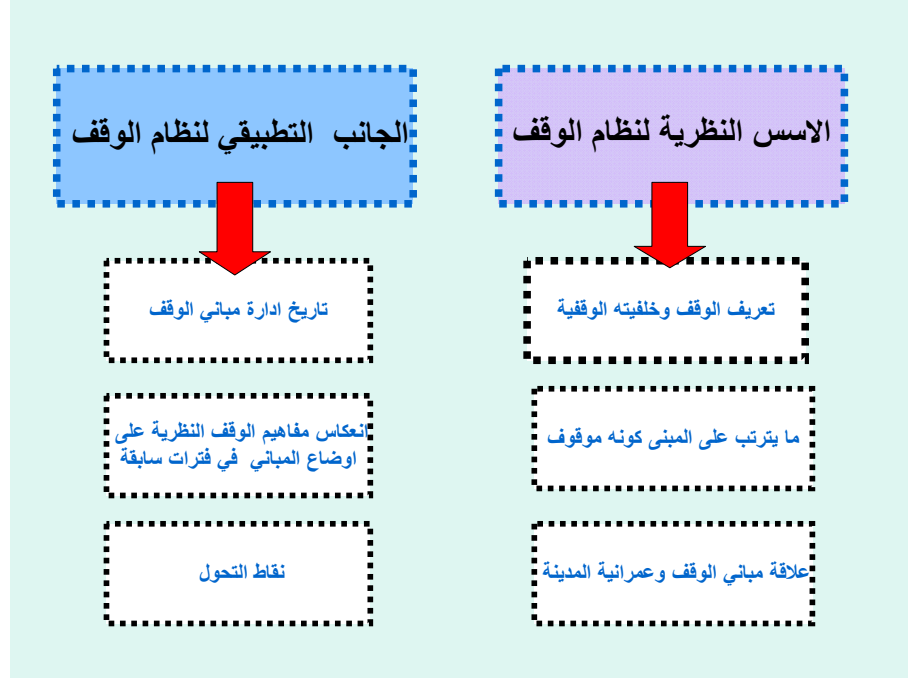 الاسس النظرية لنظام الوقف
تعريف الوقف وخلفيته الوقفية
ما يترتب على المبنى كونه موقوف
علاقة مباني الوقف وعمرانية المدينة
الجانب التطبيقي لنظام الوقف
تاريخ ادارة مباني الوقف
انعكاس مفاهيم الوقف النظرية على
اوضاع المباني في فترات سابقة
نقاط التحول